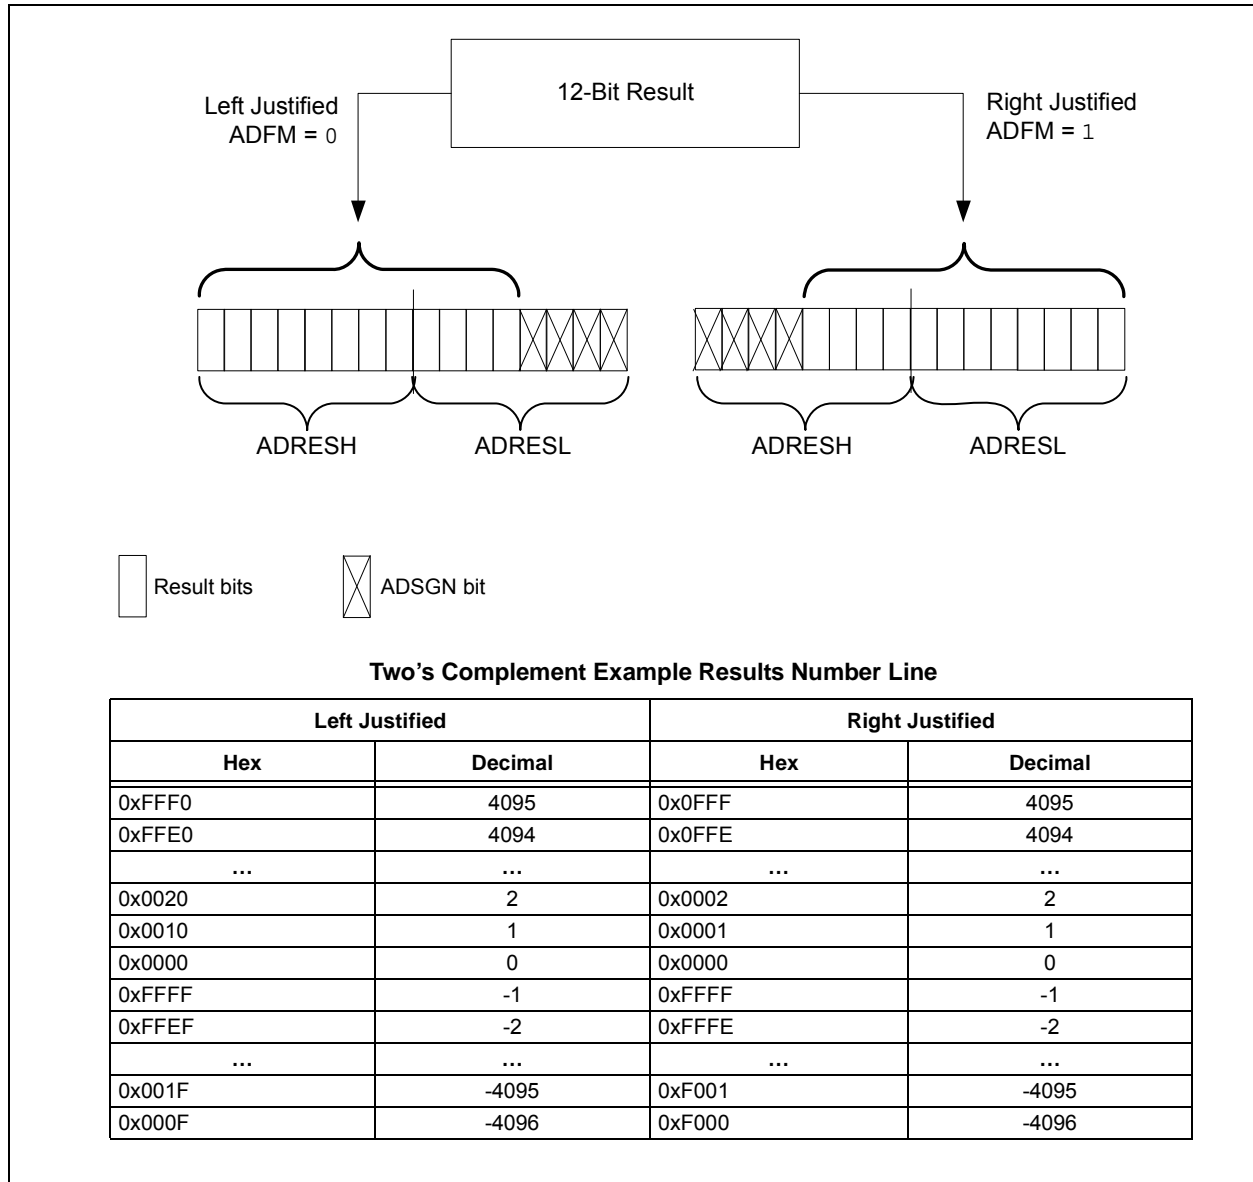 12-Bit Result
Left Justified
ADFM = 0
Right Justified
ADFM = 1
ADRESH
ADRESL
ADRESH
ADRESL
Result bits
ADSGN bit
Two's Complement Example Results Number Line
Left Justified Right Justified
Hex Decimal Hex Decimal
0xFFF0 4095 0x0FFF 4095
0xFFE0 4094 0x0FFE 4094
... ... ... ...
0x0020 2 0x0002 2
0x0010 1 0x0001 1
0x0000 0 0x0000 0
0xFFFF -1 0xFFFF -1
0xFFEF -2 0xFFFE -2
... ... ... ...
0x001F -4095 0xF001 -4095
0x000F -4096 0xF000 -4096